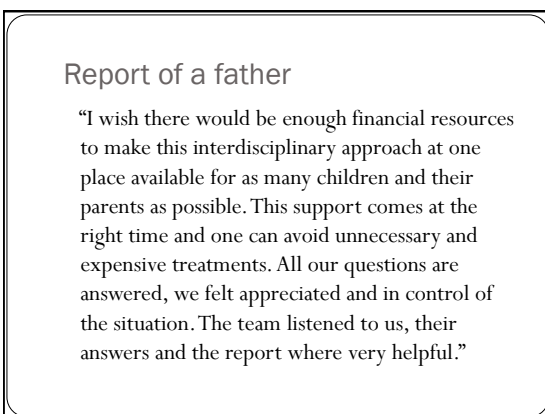 Report of a father
“I wish there would be enough financial resources
to make this interdisciplinary approach at one
place available for as many children and their
parents as possible. This support comes at the
right time and one can avoid unnecessary and
expensive treatments. All our questions are
answered, we felt appreciated and in control of
the situation. The team listened to us, their
answers and the report where very helpful.”